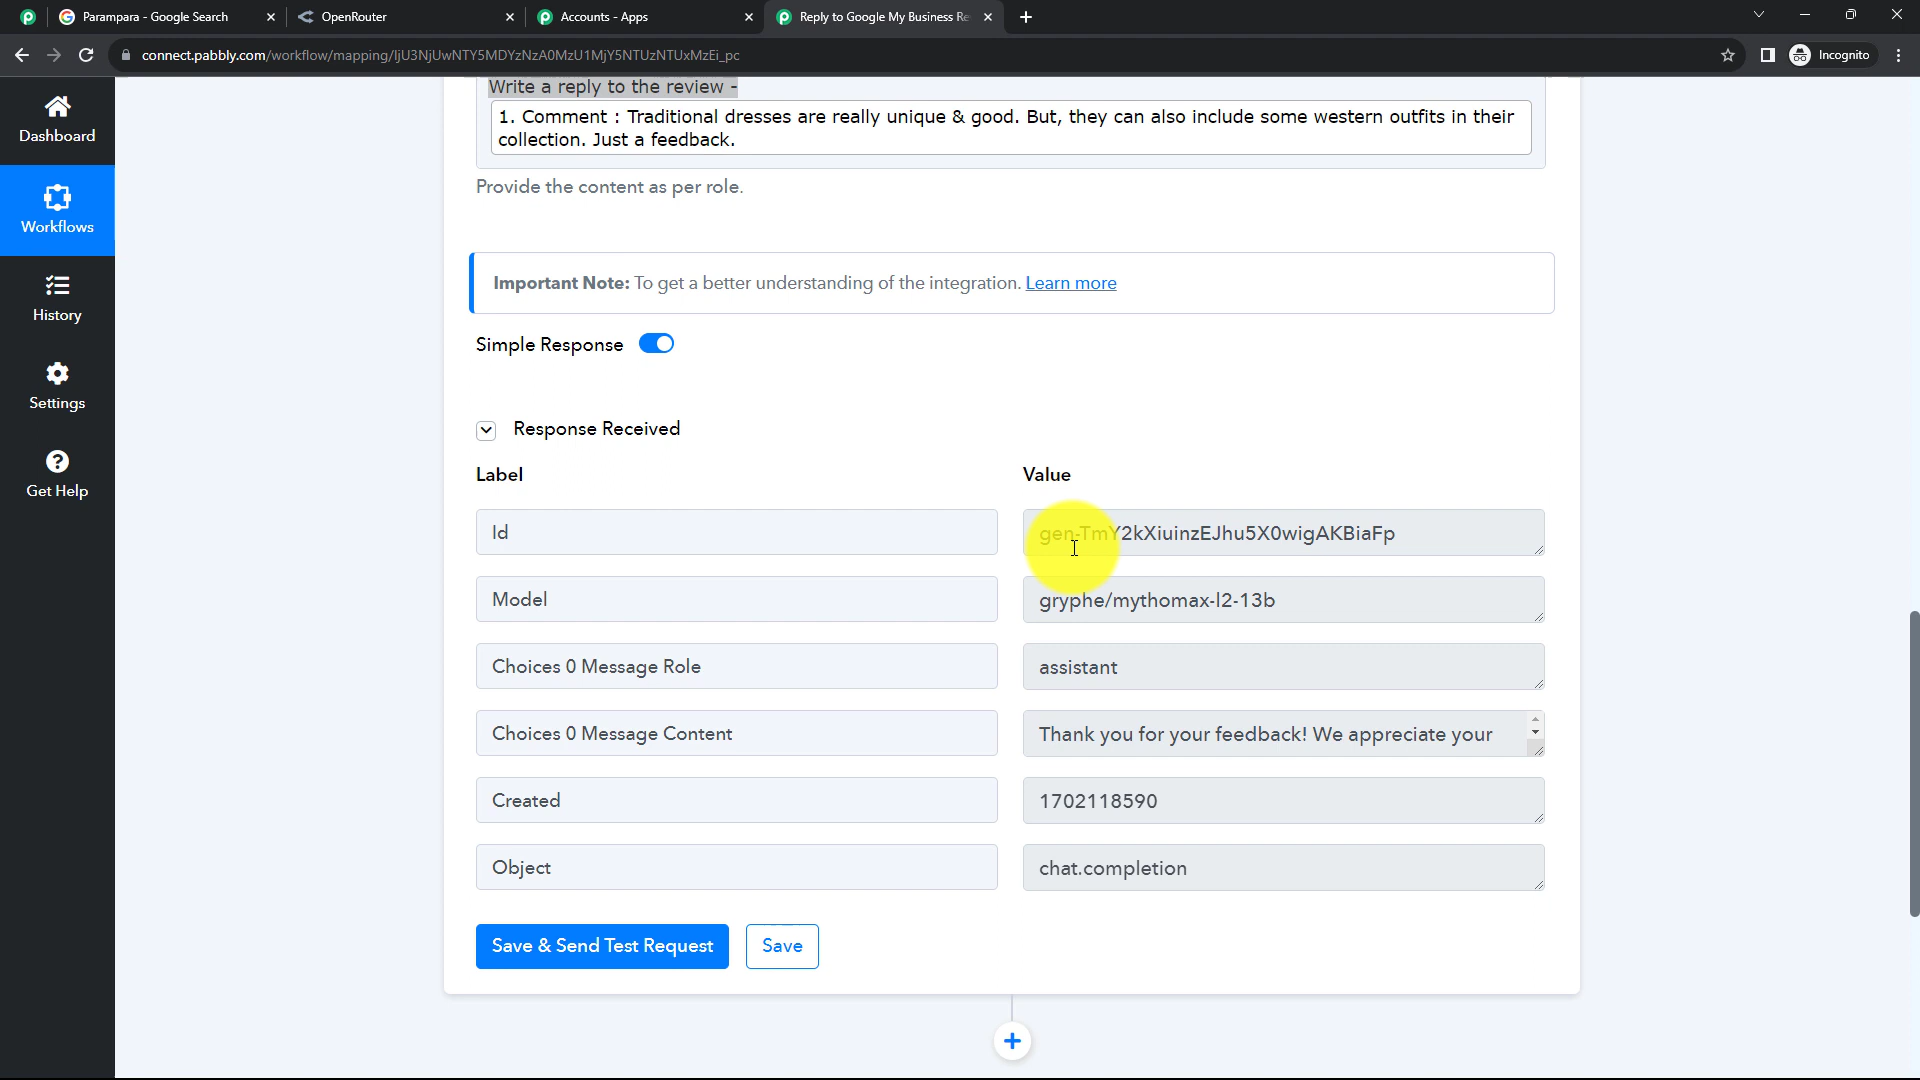 Parampara - Google Search
OpenRouter
Accounts - Apps
Reply to Google My Business Re
connect.pabbly.com/workflow/mapping/IjU3NjUwNTY5MDYzNzA0MzU1MjY5NTUzNTUxMzEi_pc
Incognito
Dashboard
Workflows
History
Settings
Get Help
Write a reply to the review -
1. Comment : Traditional dresses are really unique & good. But, they can also include some western outfits in their
collection. Just a feedback.
Provide the content as per role.
Important Note: To get a better understanding of the integration. Learn more
Simple Response
Response Received
Label Value
Id gen-TmY2kXiuinzEJhu5X0wigAKBiaFp
Model gryphe/mythomax-l2-13b
Choices 0 Message Role assistant
Choices 0 Message Content Thank you for your feedback! We appreciate your
Created 1702118590
Object chat.completion
Save & Send Test Request Save